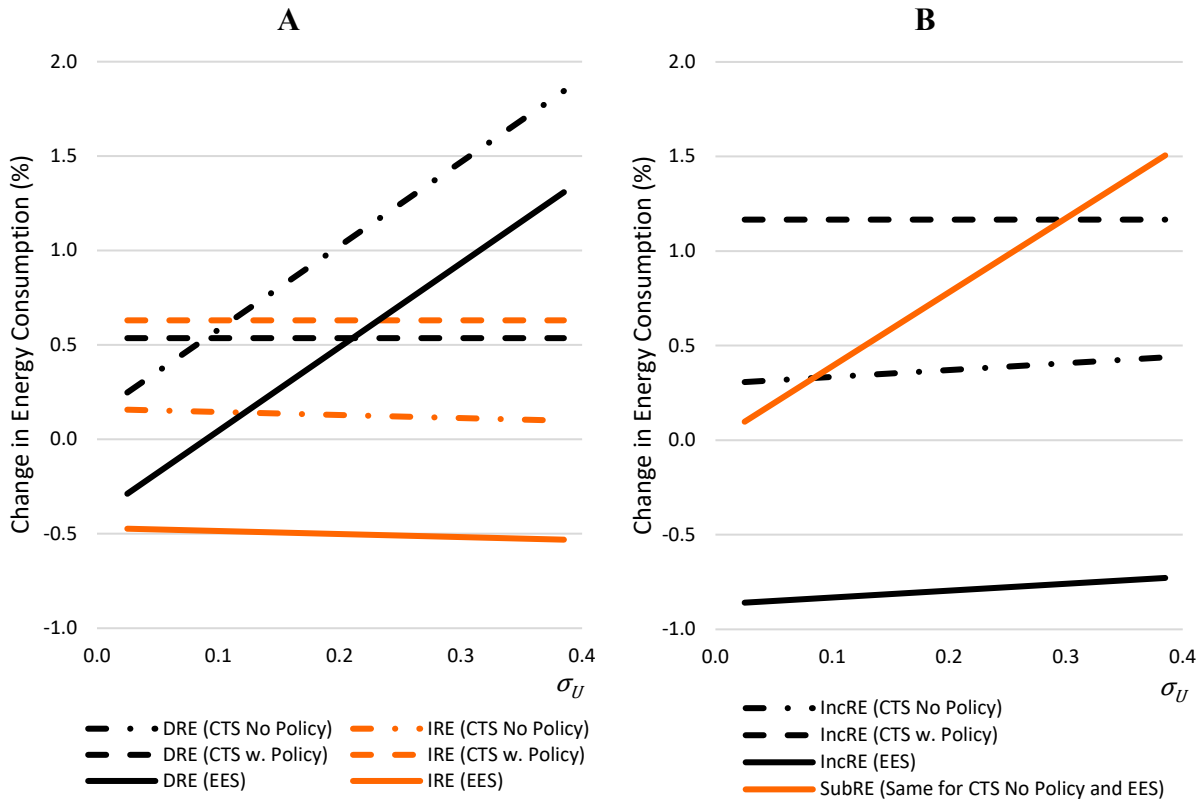 A
Change in Energy Consumption (%)
2.0
1.5
1.0
0.5
0.0
-0.5
-1.0
0.0 0.1 0.2 0.3 0.4
σU
DRE (CTS No Policy) IRE (CTS No Policy)
DRE (CTS w. Policy) IRE (CTS w. Policy)
DRE (EES) IRE (EES)
B
Change in Energy Consumption (%)
2.0
1.5
1.0
0.5
0.0
-0.5
-1.0
0.0 0.1 0.2 0.3 0.4
σU
IncRE (CTS No Policy)
IncRE (CTS w. Policy)
IncRE (EES)
SubRE (Same for CTS No Policy and EES)